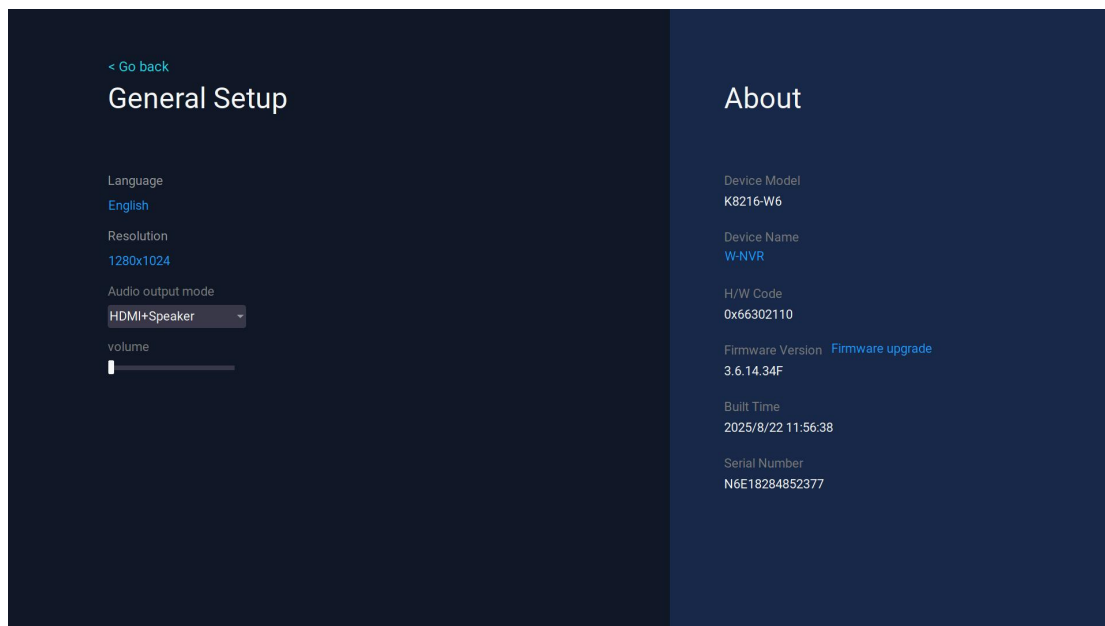 < Go back
General Setup
Language
English
Resolution
1280x1024
Audio output mode
HDMI+Speaker
volume
About
Device Model
K8216-W6
Device Name
W-NVR
H/W Code
0x66302110
Firmware Version Firmware upgrade
3.6.14.34F
Built Time
2025/8/22 11:56:38
Serial Number
N6E18284852377